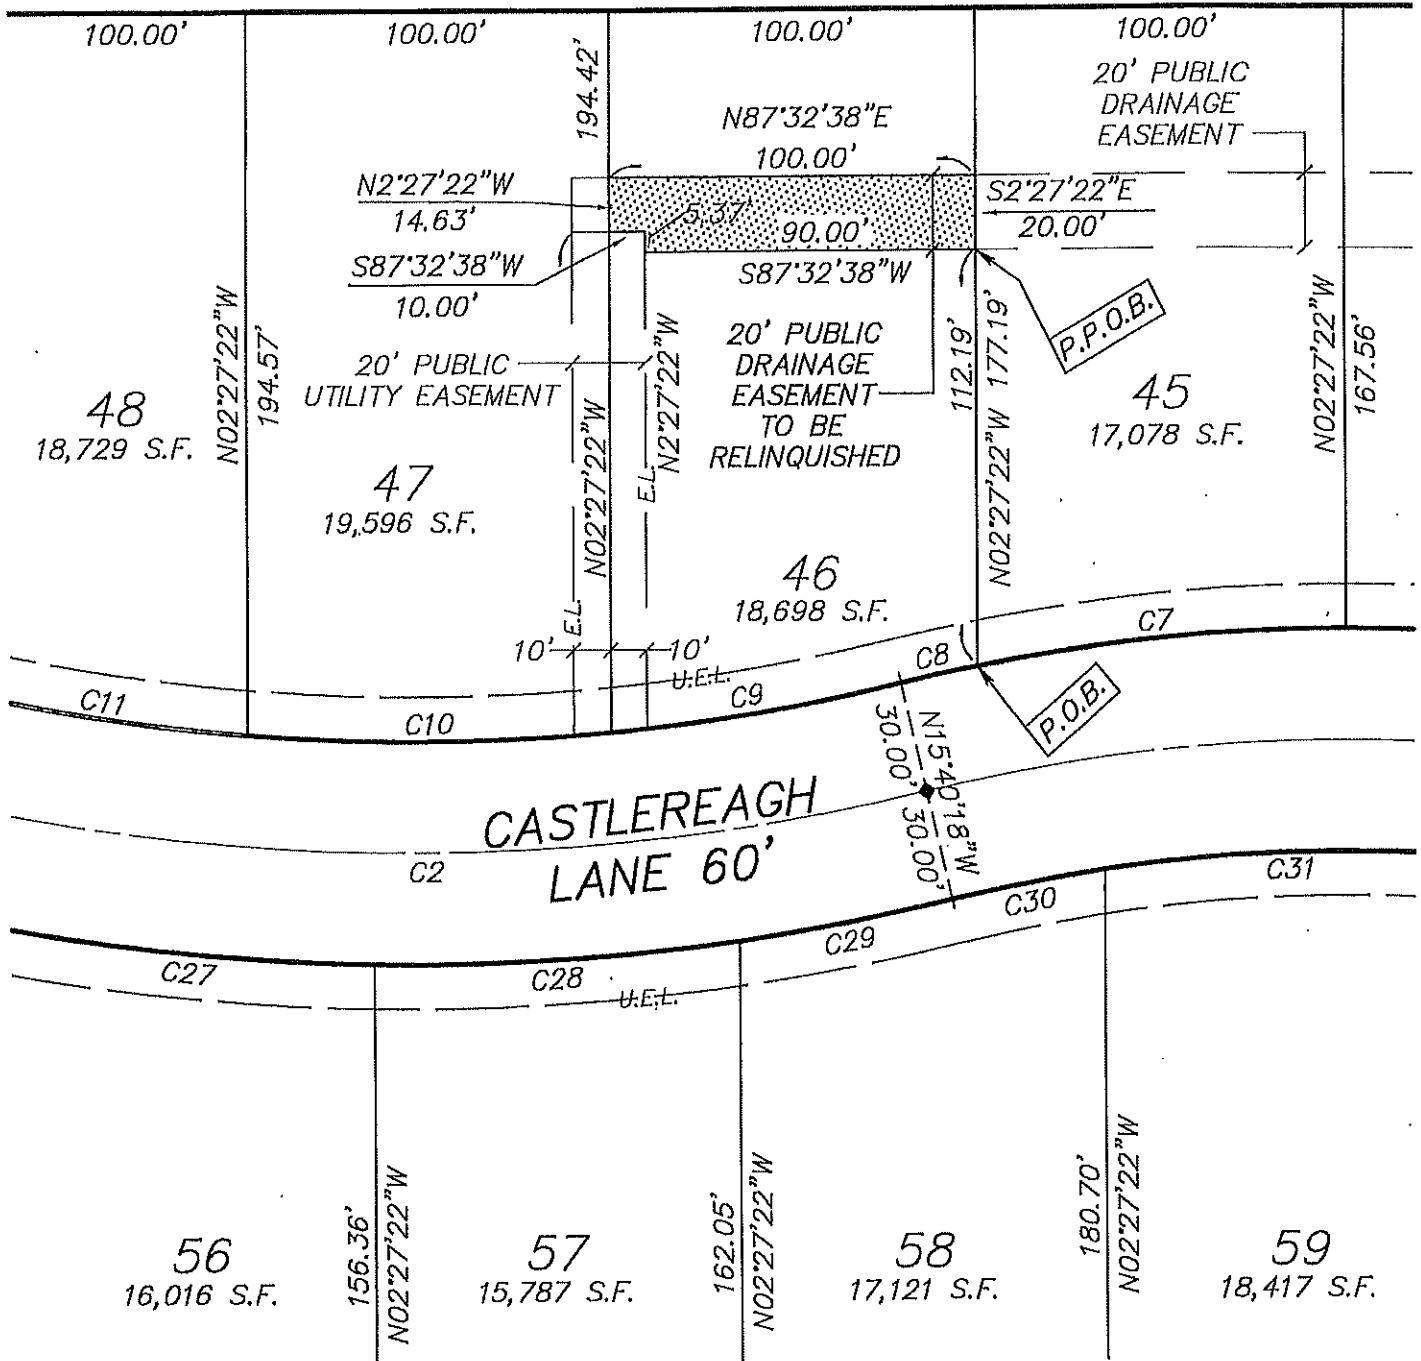 100.00'
100.00'
100.00'
100.00'
194.42'
20' PUBLIC
DRAINAGE
EASEMENT
N87°32'38"E
100.00'
N2°27'22"W
14.63'
5.37'
90.00'
S2°27'22"E
20.00'
S87°32'38"W
10.00'
S87°32'38"W
P.P.O.B.
N02°27'22"W
194.57'
20' PUBLIC
UTILITY EASEMENT
N02°27'22"W
N2°27'22"W
E.L.
E.L.
20' PUBLIC
DRAINAGE
EASEMENT
TO BE
RELINQUISHED
112.19'
N02°27'22"W 177.19'
N02°27'22"W
167.56'
48
18,729 S.F.
47
19,596 S.F.
46
18,698 S.F.
45
17,078 S.F.
10'
10'
U.E.L.
C11
C10
C9
C8
C7
P.O.B.
N15°40'18"W
30.00'
30.00'
CASTLEREAGH
LANE 60'
C2
C27
C28
C29
C30
C31
U.E.L.
156.36'
N02°27'22"W
162.05'
N02°27'22"W
180.70'
N02°27'22"W
56
16,016 S.F.
57
15,787 S.F.
58
17,121 S.F.
59
18,417 S.F.